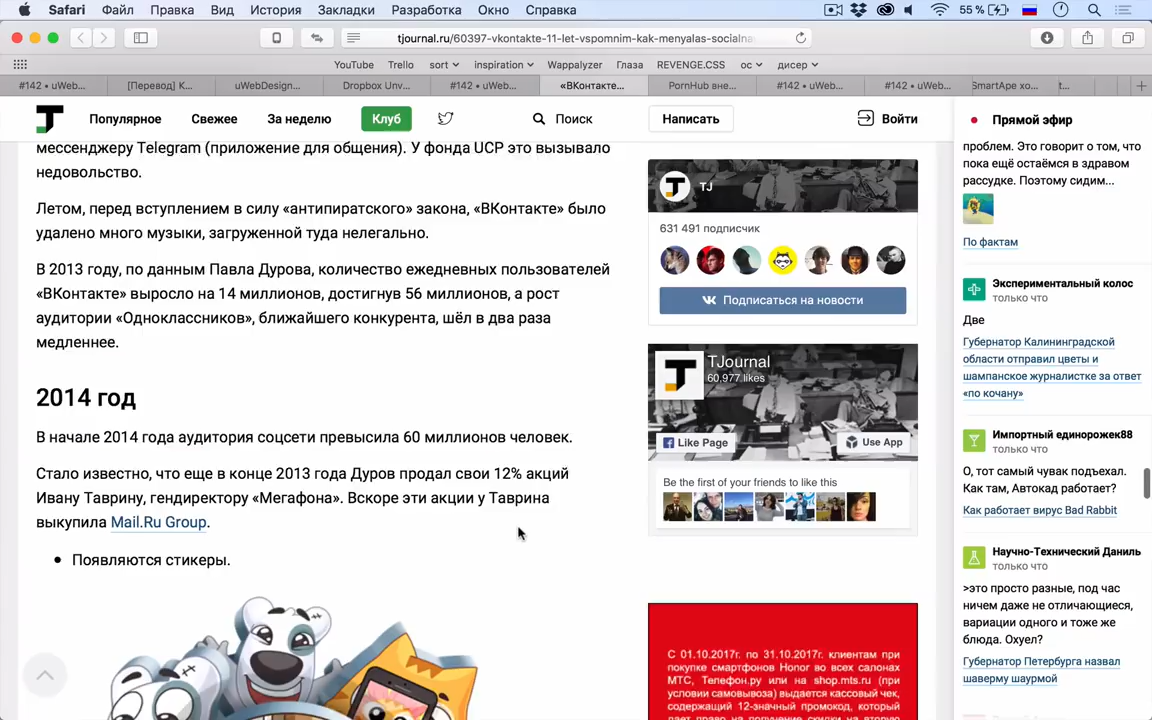 Safari Файл Правка Вид История Закладки Разработка Окно Справка 55 %
tjournal.ru/60397-vkontakte-11-let-vspomnim-kak-menyalas-socialna
YouTube Trello sort inspiration Wappalyzer Глаза REVENGE.CSS ос дисер
#142 • uWeb... [Перевод] К... uWebDesign... Dropbox Unv... #142 • uWeb... «ВКонтакте... PornHub вне... #142 • uWeb... #142 • uWeb... SmartApe хо... t...
Популярное Свежее За неделю Клуб Поиск Написать Войти
мессенджеру Telegram (приложение для общения). У фонда UCP это вызывало
недовольство.
Летом, перед вступлением в силу «антипиратского» закона, «ВКонтакте» было
удалено много музыки, загруженной туда нелегально.
В 2013 году, по данным Павла Дурова, количество ежедневных пользователей
«ВКонтакте» выросло на 14 миллионов, достигнув 56 миллионов, а рост
аудитории «Одноклассников», ближайшего конкурента, шёл в два раза
медленнее.
2014 год
В начале 2014 года аудитория соцсети превысила 60 миллионов человек.
Стало известно, что еще в конце 2013 года Дуров продал свои 12% акций
Ивану Таврину, гендиректору «Мегафона». Вскоре эти акции у Таврина
выкупила Mail.Ru Group.
• Появляются стикеры.
TJ
631 491 подписчик
Подписаться на новости
TJournal
60,977 likes
Like Page Use App
Be the first of your friends to like this
С 01.10.2017г. по 31.10.2017г. клиентам при
покупке смартфонов Honor во всех салонах
МТС, Телефон.ру или на shop.mts.ru (при
условии самовывоза) выдается кассовый чек,
содержащий 12-значный промокод, который
дает право на получение скидки на вторую
Прямой эфир
проблем. Это говорит о том, что
пока ещё остаёмся в здравом
рассудке. Поэтому сидим...
По фактам
Экспериментальный колос
только что
Две
Губернатор Калининградской
области отправил цветы и
шампанское журналистке за ответ
«по кочану»
Импортный единорожек88
только что
О, тот самый чувак подъехал.
Как там, Автокад работает?
Как работает вирус Bad Rabbit
Научно-Технический Даниль
только что
>это просто разные, под час
ничем даже не отличающиеся,
вариации одного и тоже же
блюда. Охуел?
Губернатор Петербурга назвал
шаверму шаурмой